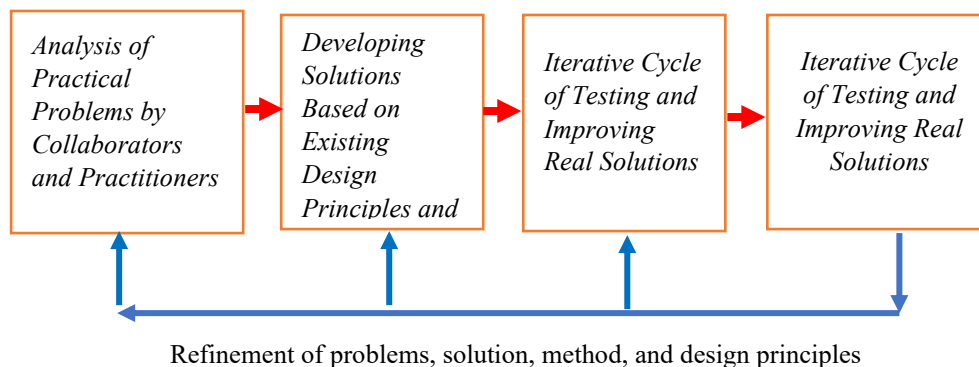 Analysis of
Practical
Problems by
Collaborators
and Practitioners
Developing
Solutions
Based on
Existing
Design
Principles and
Iterative Cycle
of Testing and
Improving
Real Solutions
Iterative Cycle
of Testing and
Improving Real
Solutions
Refinement of problems, solution, method, and design principles